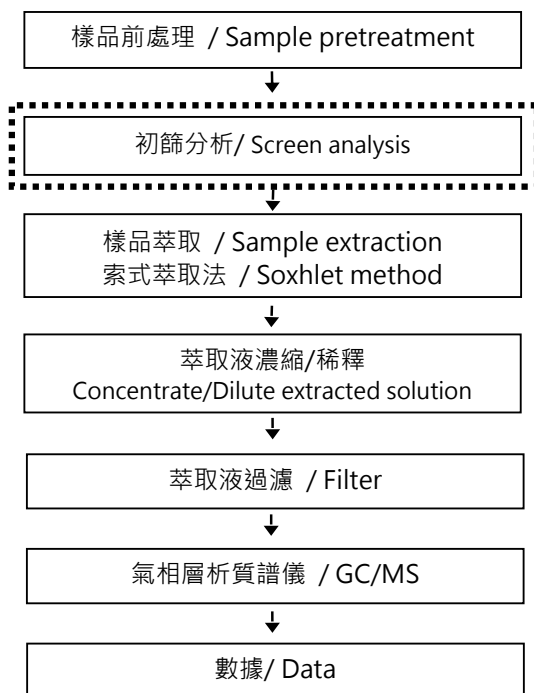 樣品前處理 / Sample pretreatment
初篩分析/ Screen analysis
樣品萃取 / Sample extraction
索式萃取法 / Soxhlet method
萃取液濃縮/稀釋
Concentrate/Dilute extracted solution
萃取液過濾 / Filter
氣相層析質譜儀 / GC/MS
數據/ Data